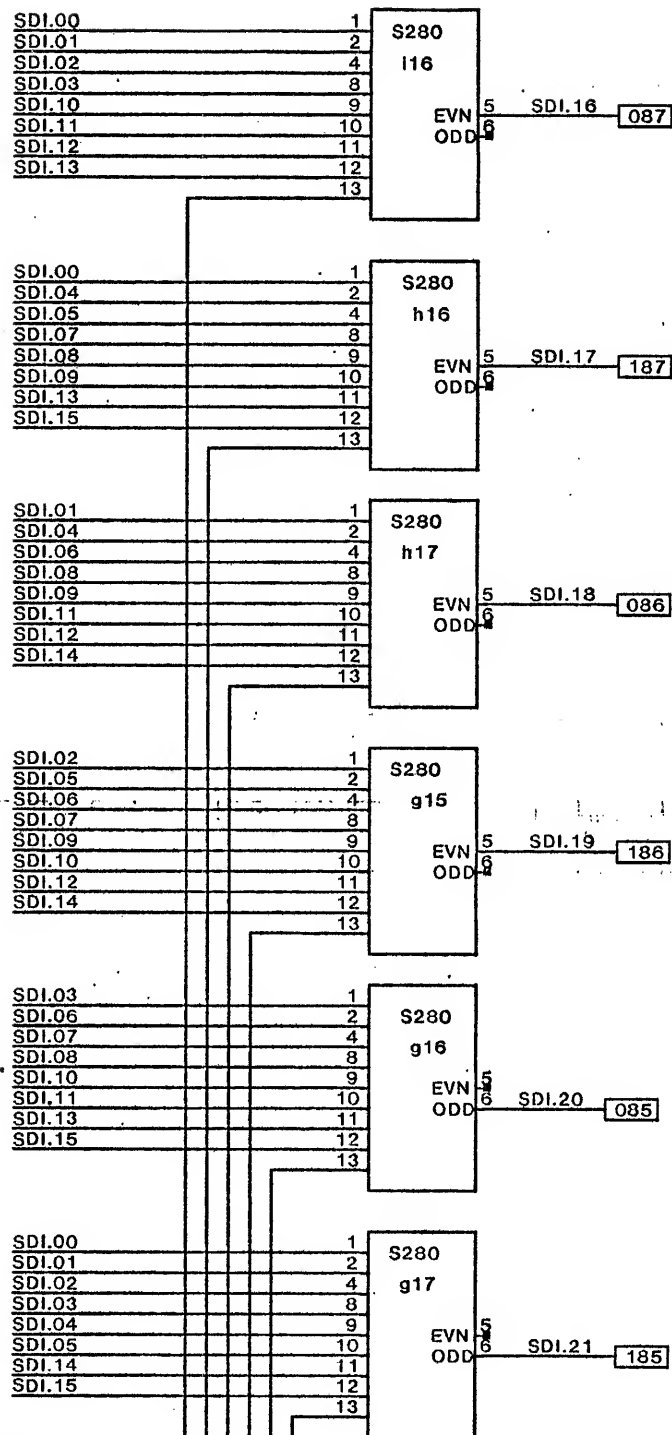 SDI.00 1 S280
SDI.01 2
SDI.02 4 i16
SDI.03 8
SDI.10 9 EVN 5 SDI.16 087
SDI.11 10 ODD 6
SDI.12 11
SDI.13 12
13
SDI.00 1 S280
SDI.04 2
SDI.05 4 h16
SDI.07 8
SDI.08 9 EVN 5 SDI.17 187
SDI.09 10 ODD 6
SDI.13 11
SDI.15 12
13
SDI.01 1 S280
SDI.04 2
SDI.06 4 h17
SDI.08 8
SDI.09 9 EVN 5 SDI.18 086
SDI.11 10 ODD 6
SDI.12 11
SDI.14 12
13
SDI.02 1 S280
SDI.05 2
SDI.06 4 g15
SDI.07 8
SDI.09 9 EVN 5 SDI.19 186
SDI.10 10 ODD 6
SDI.12 11
SDI.14 12
13
SDI.03 1 S280
SDI.06 2
SDI.07 4 g16
SDI.08 8
SDI.10 9 EVN 5
SDI,11 10 ODD 6 SDI.20 085
SDI.13 11
SDI.15 12
13
SDI.00 1 S280
SDI.01 2
SDI.02 4 g17
SDI.03 8
SDI.04 9 EVN 5
SDI.05 10 ODD 6 SDI.21 185
SDI.14 11
SDI.15 12
13